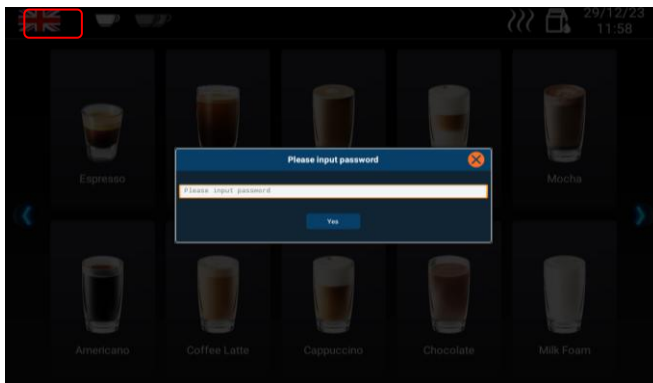 29/12/23
11:58
Please input password
Please input password
Yes
Espresso
Mocha
Americano
Coffee Latte
Cappuccino
Chocolate
Milk Foam